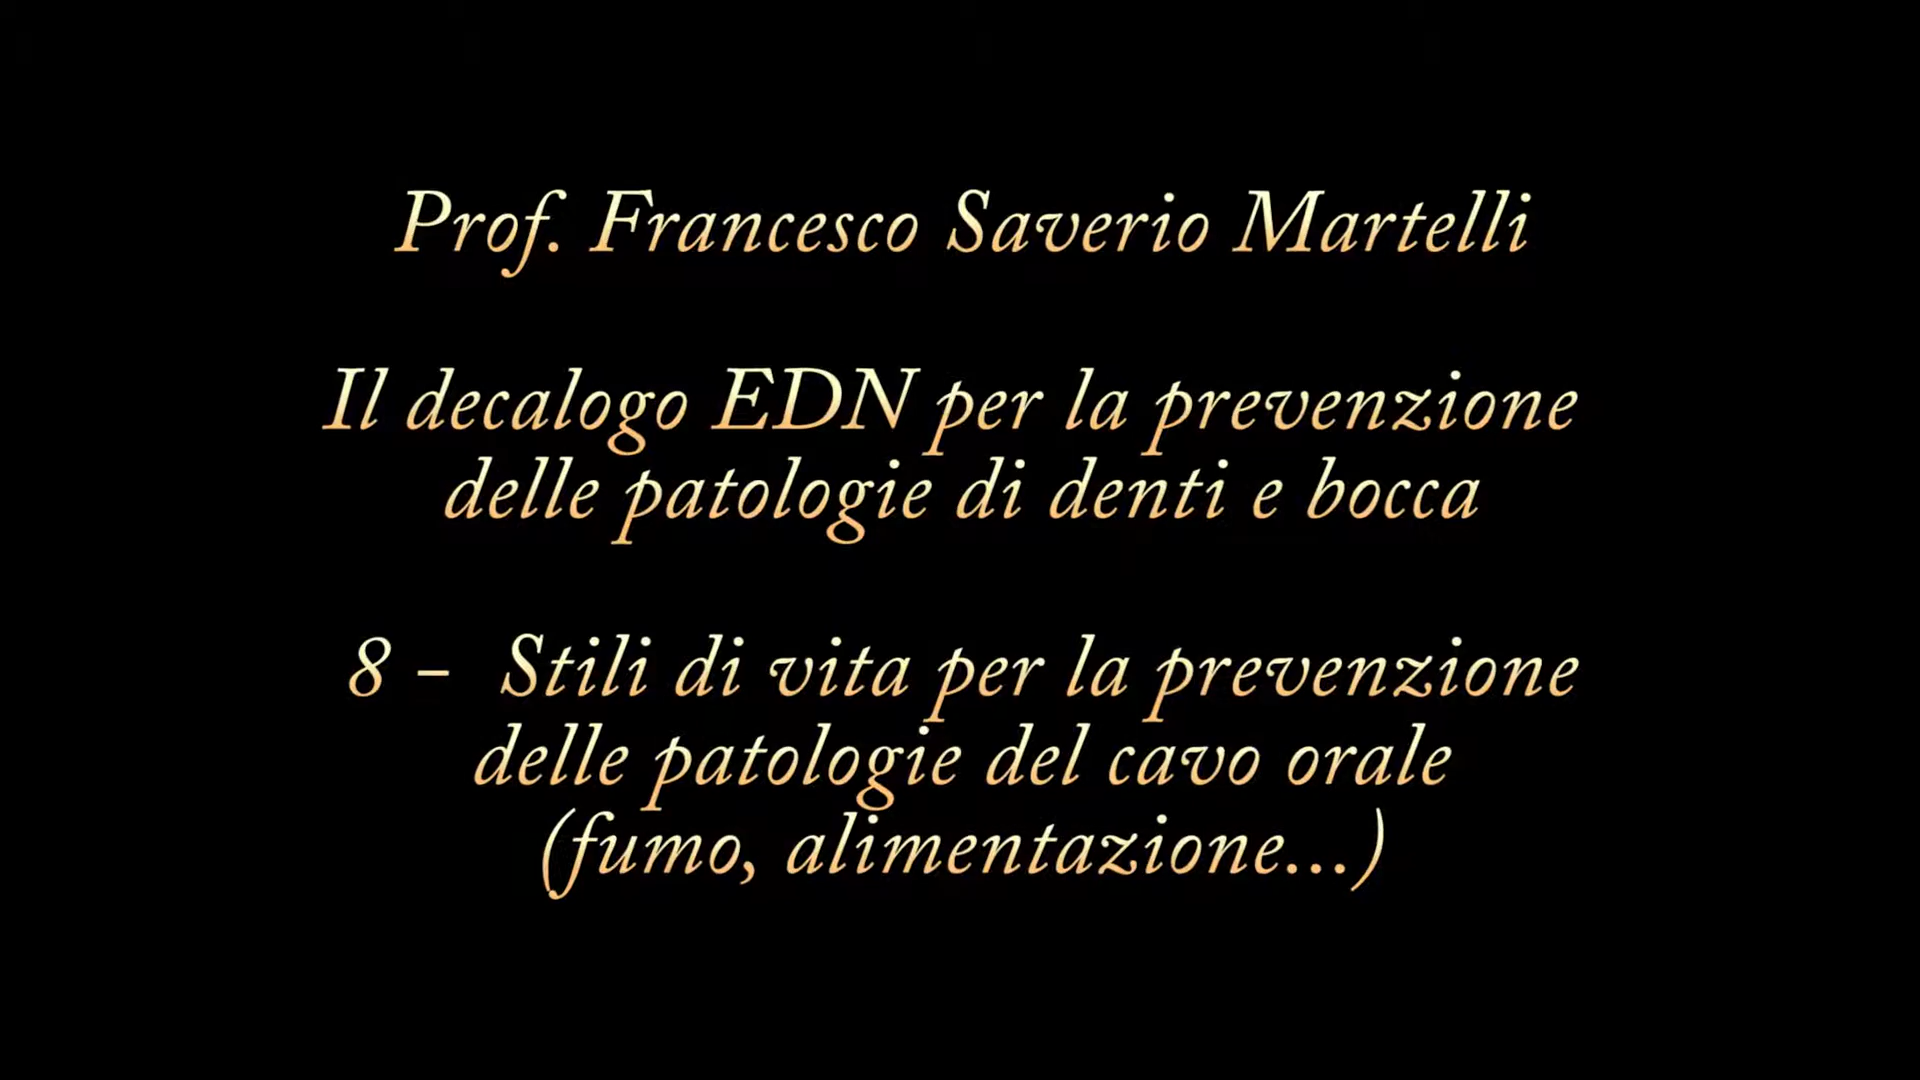 Prof. Francesco Saverio Martelli
Il decalogo EDN per la prevenzione
delle patologie di denti e bocca
8 – Stili di vita per la prevenzione
delle patologie del cavo orale
(fumo, alimentazione...)